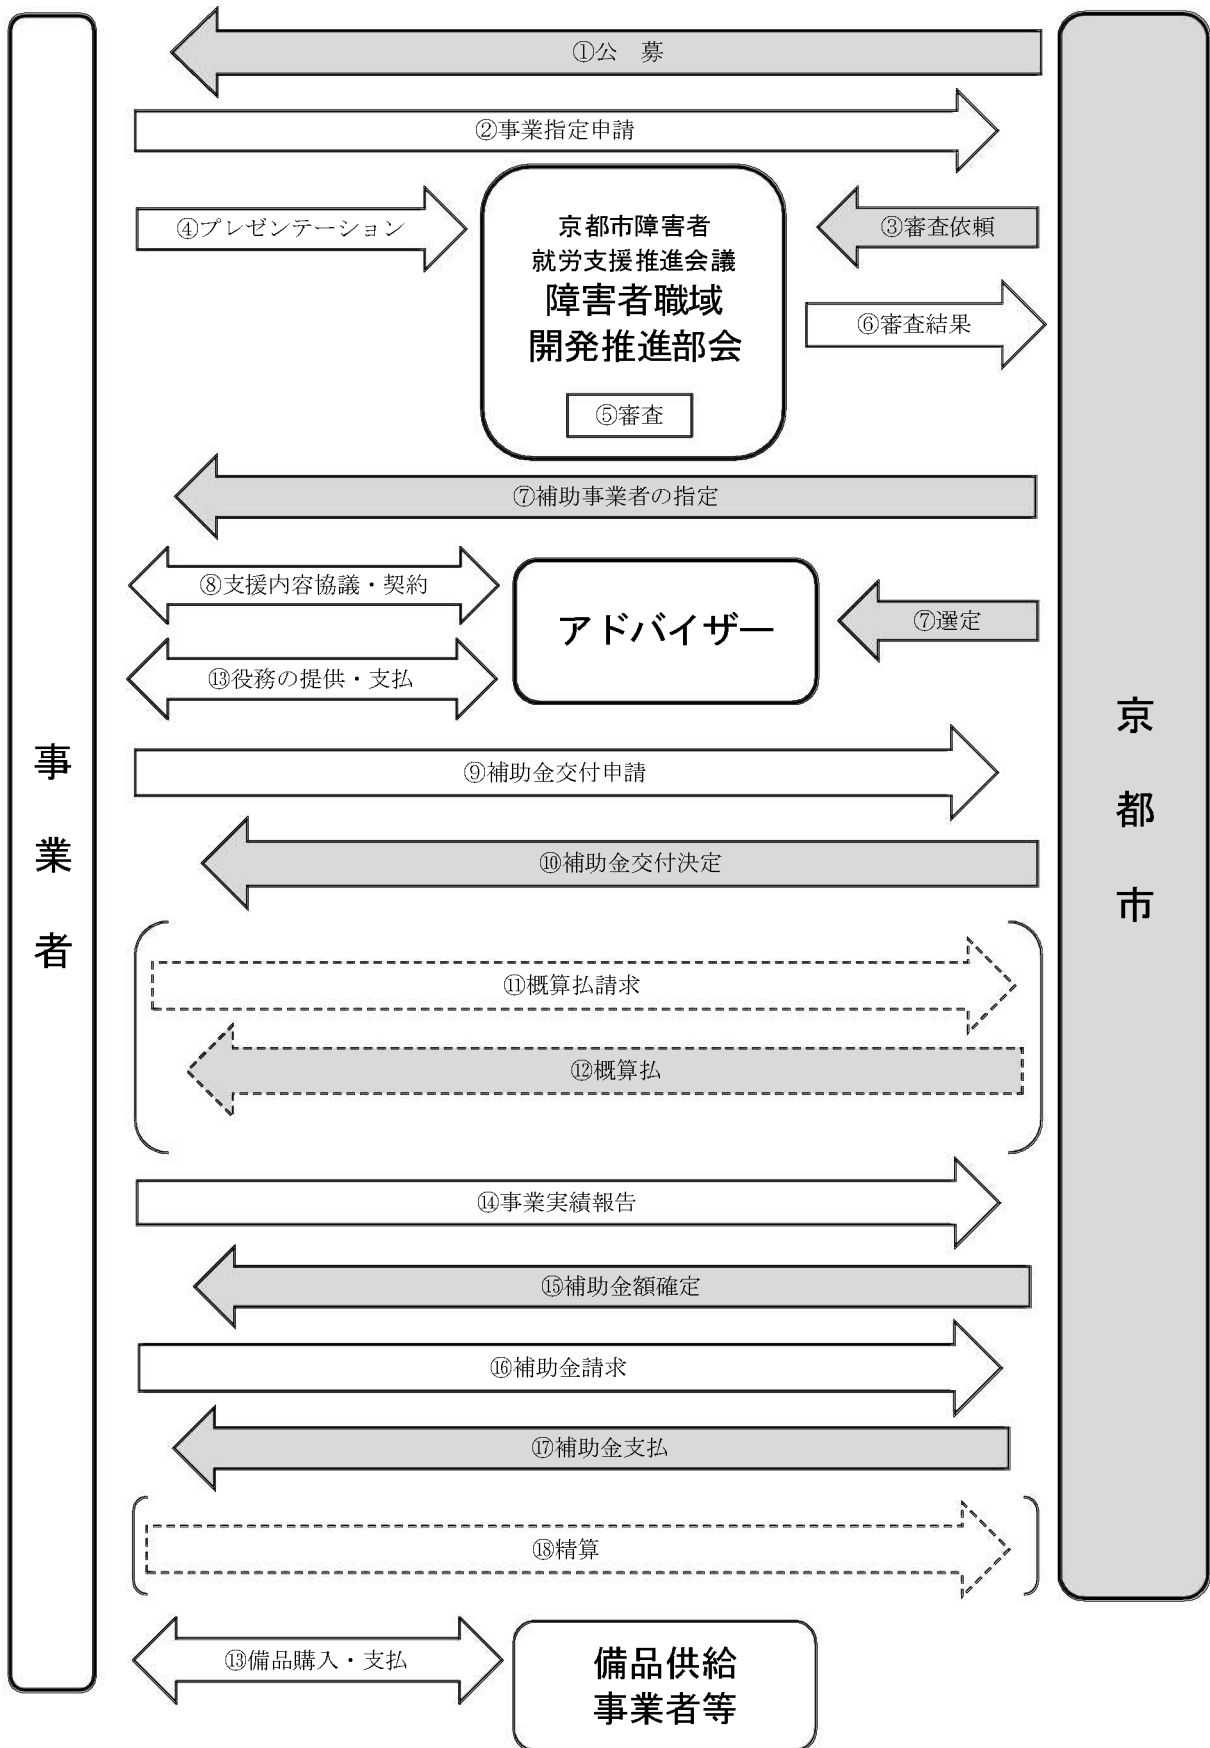 ①公　募
②事業指定申請
④プレゼンテーション
京都市障害者
就労支援推進会議
障害者職域
開発推進部会
⑤審査
③審査依頼
⑥審査結果
⑦補助事業者の指定
⑧支援内容協議・契約
アドバイザー
⑦選定
⑬役務の提供・支払
⑨補助金交付申請
⑩補助金交付決定
⑪概算払請求
⑫概算払
⑭事業実績報告
⑮補助金額確定
⑯補助金請求
⑰補助金支払
⑱精算
⑬備品購入・支払
備品供給
事業者等
事業者
京都市